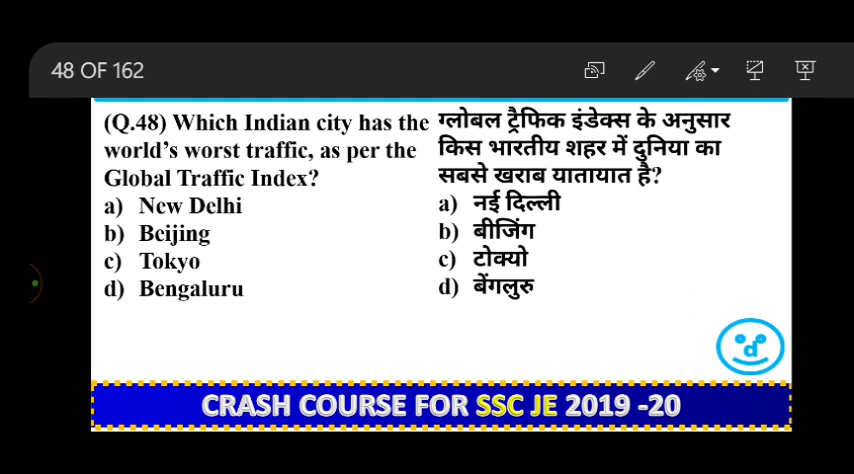 48 OF 162
(Q.48) Which Indian city has the
world's worst traffic, as per the
Global Traffic Index?
a) New Delhi
b) Beijing
c) Tokyo
d) Bengaluru
ग्लोबल ट्रैफिक इंडेक्स के अनुसार
किस भारतीय शहर में दुनिया का
सबसे खराब यातायात है?
a) नई दिल्ली
b) बीजिंग
c) टोक्यो
d) बेंगलुरु
d
CRASH COURSE FOR SSC JE 2019 -20